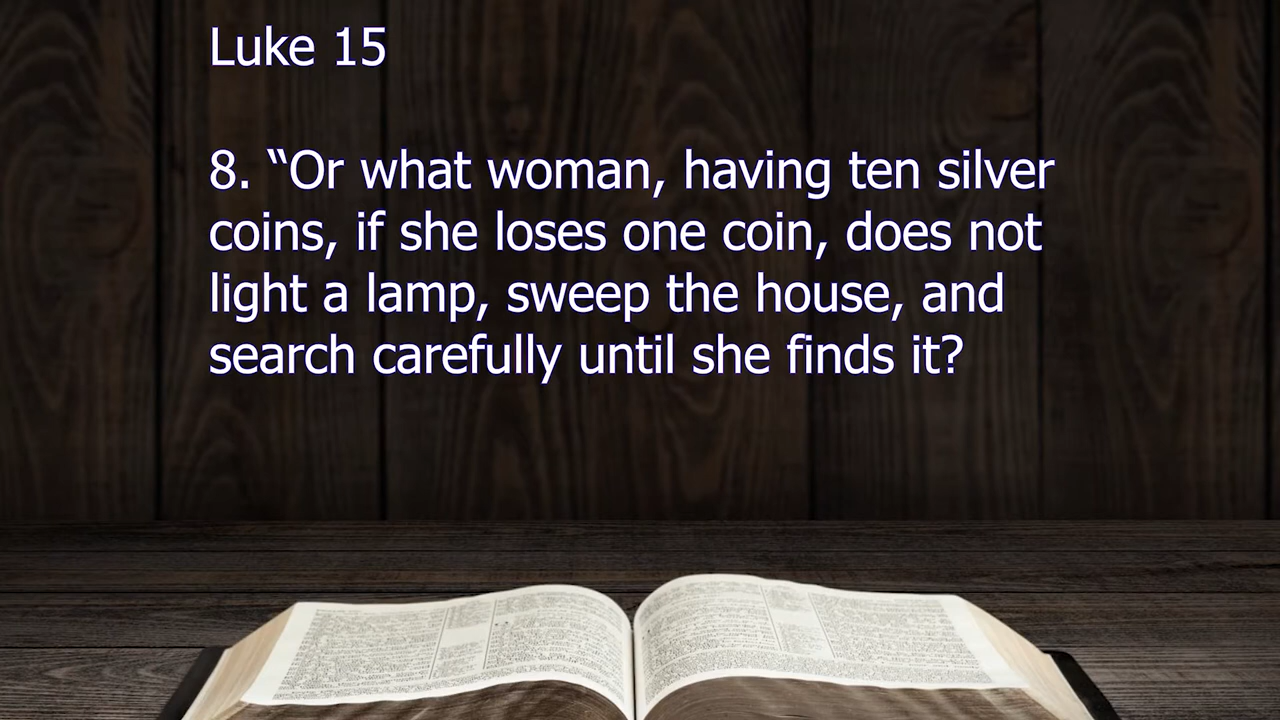 Luke 15
8. “Or what woman, having ten silver
coins, if she loses one coin, does not
light a lamp, sweep the house, and
search carefully until she finds it?